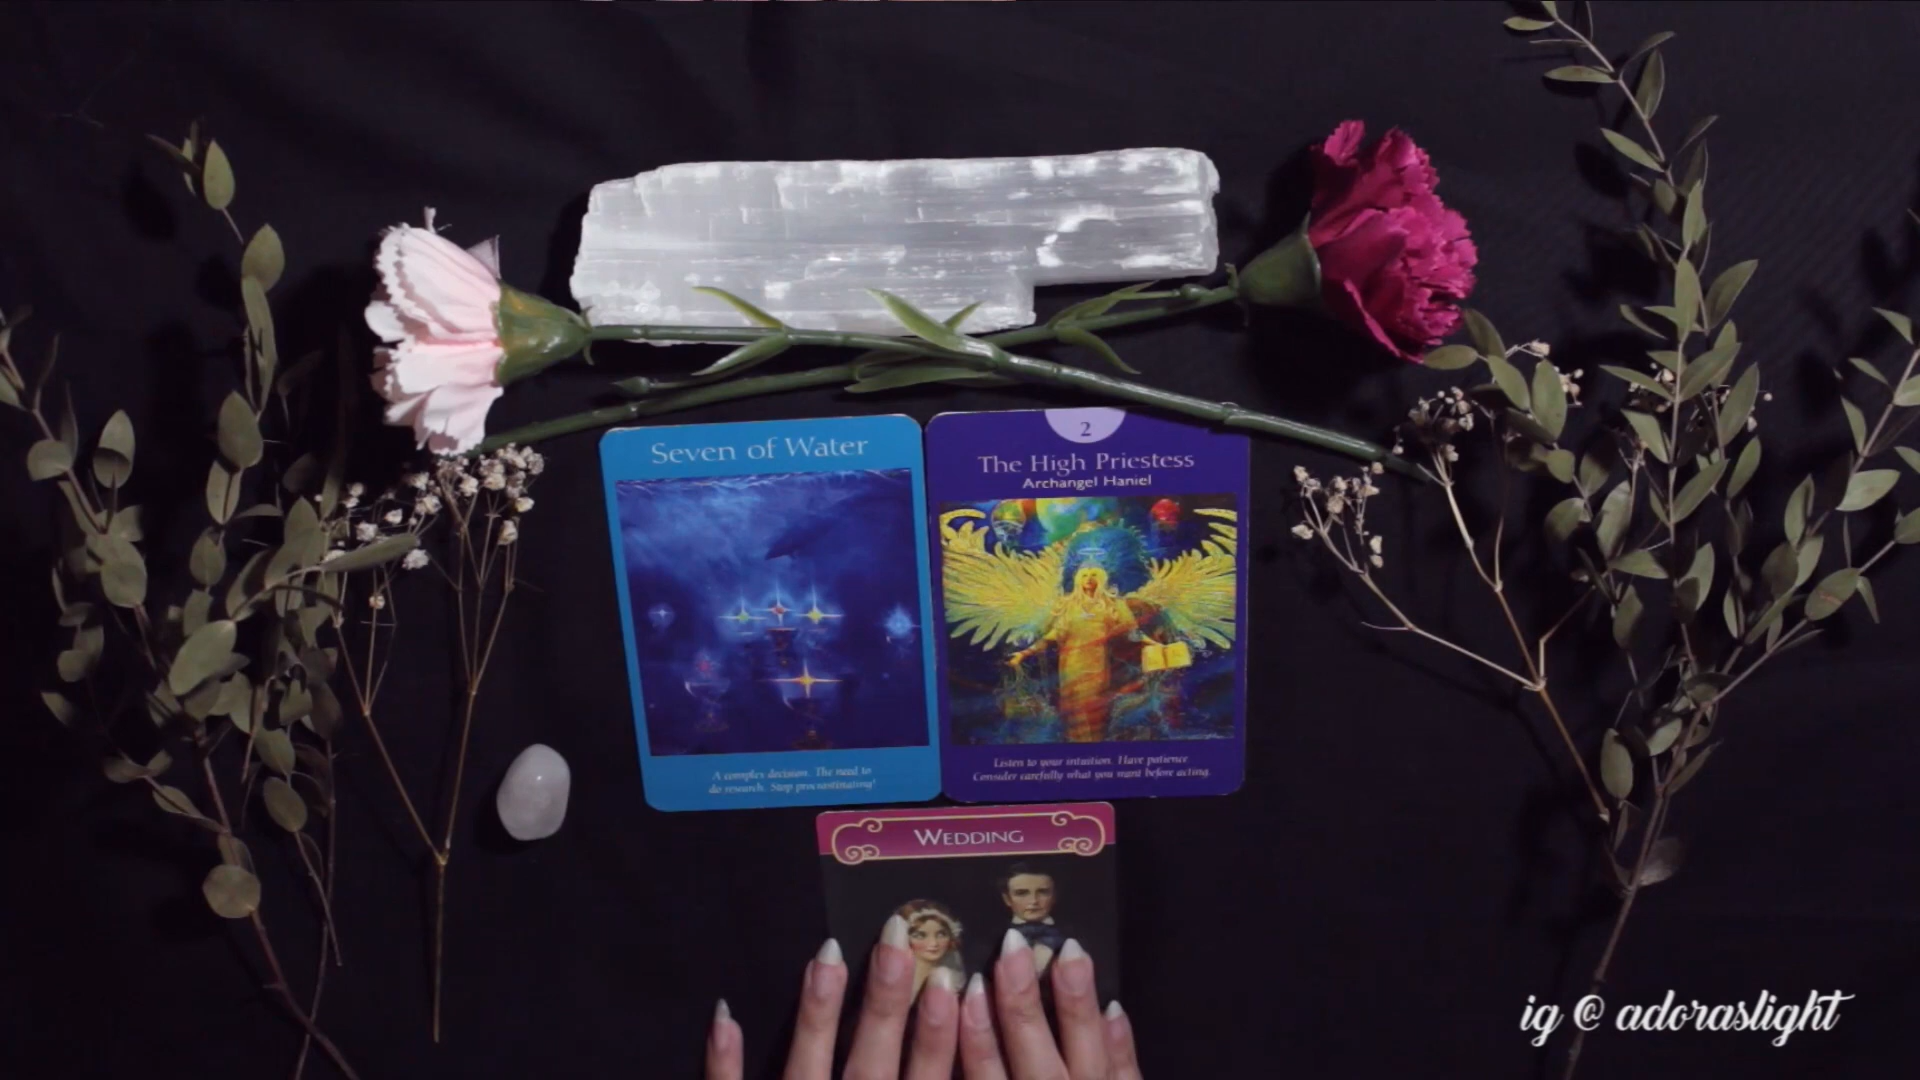 Seven of Water
A complex decision. The need to
do research. Stop procrastinating!
2
The High Priestess
Archangel Haniel
Listen to your intuition. Have patience
Consider carefully what you want before acting.
WEDDING
ig @ adoraslight